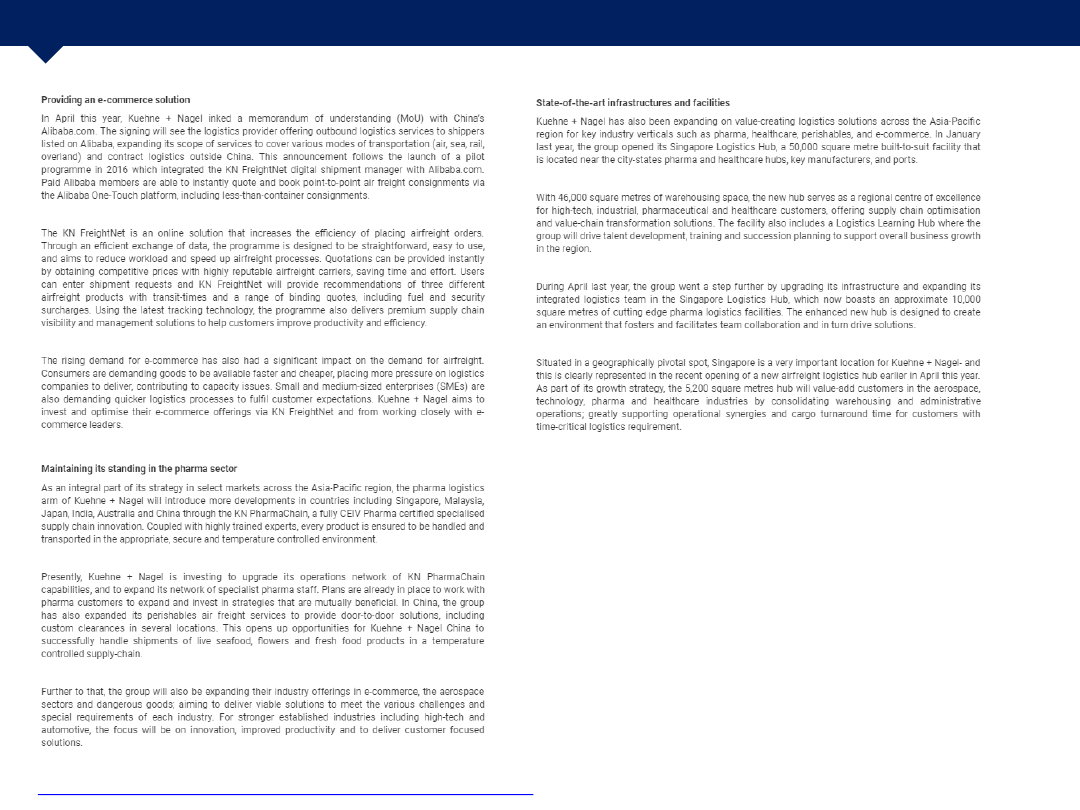 Providing an e-commerce solution
In April this year, Kuehne + Nagel inked a memorandum of understanding (MoU) with China's
Alibaba.com. The signing will see the logistics provider offering outbound logistics services to shippers
listed on Alibaba, expanding its scope of services to cover various modes of transportation (air, sea, rail,
overland) and contract logistics outside China. This announcement follows the launch of a pilot
programme in 2016 which integrated the KN FreightNet digital shipment manager with Alibaba.com.
Paid Alibaba members are able to instantly quote and book point-to-point air freight consignments via
the Alibaba One-Touch platform, including less-than-container consignments.
The KN FreightNet is an online solution that increases the efficiency of placing airfreight orders.
Through an efficient exchange of data, the programme is designed to be straightforward, easy to use,
and aims to reduce workload and speed up airfreight processes. Quotations can be provided instantly
by obtaining competitive prices with highly reputable airfreight carriers, saving time and effort. Users
can enter shipment requests and KN FreightNet will provide recommendations of three different
airfreight products with transit-times and a range of binding quotes, including fuel and security
surcharges. Using the latest tracking technology, the programme also delivers premium supply chain
visibility and management solutions to help customers improve productivity and efficiency.
The rising demand for e-commerce has also had a significant impact on the demand for airfreight.
Consumers are demanding goods to be available faster and cheaper, placing more pressure on logistics
companies to deliver, contributing to capacity issues. Small and medium-sized enterprises (SMEs) are
also demanding quicker logistics processes to fulfil customer expectations. Kuehne + Nagel aims to
invest and optimise their e-commerce offerings via KN FreightNet and from working closely with e-
commerce leaders.
Maintaining its standing in the pharma sector
As an integral part of its strategy in select markets across the Asia-Pacific region, the pharma logistics
arm of Kuehne + Nagel will introduce more developments in countries including Singapore, Malaysia,
Japan, India, Australia and China through the KN PharmaChain, a fully CEIV Pharma certified specialised
supply chain innovation. Coupled with highly trained experts, every product is ensured to be handled and
transported in the appropriate, secure and temperature controlled environment.
Presently, Kuehne + Nagel is investing to upgrade its operations network of KN PharmaChain
capabilities, and to expand its network of specialist pharma staff. Plans are already in place to work with
pharma customers to expand and invest in strategies that are mutually beneficial. In China, the group
has also expanded its perishables air freight services to provide door-to-door solutions, including
custom clearances in several locations. This opens up opportunities for Kuehne + Nagel China to
successfully handle shipments of live seafood, flowers and fresh food products in a temperature
controlled supply-chain.
Further to that, the group will also be expanding their industry offerings in e-commerce, the aerospace
sectors and dangerous goods; aiming to deliver viable solutions to meet the various challenges and
special requirements of each industry. For stronger established industries including high-tech and
automotive, the focus will be on innovation, improved productivity and to deliver customer focused
solutions.
State-of-the-art infrastructures and facilities
Kuehne + Nagel has also been expanding on value-creating logistics solutions across the Asia-Pacific
region for key industry verticals such as pharma, healthcare, perishables, and e-commerce. In January
last year, the group opened its Singapore Logistics Hub, a 50,000 square metre built-to-suit facility that
is located near the city-states pharma and healthcare hubs, key manufacturers, and ports.
With 46,000 square metres of warehousing space, the new hub serves as a regional centre of excellence
for high-tech, industrial, pharmaceutical and healthcare customers, offering supply chain optimisation
and value-chain transformation solutions. The facility also includes a Logistics Learning Hub where the
group will drive talent development, training and succession planning to support overall business growth
in the region.
During April last year, the group went a step further by upgrading its infrastructure and expanding its
integrated logistics team in the Singapore Logistics Hub, which now boasts an approximate 10,000
square metres of cutting edge pharma logistics facilities. The enhanced new hub is designed to create
an environment that fosters and facilitates team collaboration and in turn drive solutions.
Situated in a geographically pivotal spot, Singapore is a very important location for Kuehne + Nagel- and
this is clearly represented in the recent opening of a new airfreight logistics hub earlier in April this year.
As part of its growth strategy, the 5,200 square metres hub will value-add customers in the aerospace,
technology, pharma and healthcare industries by consolidating warehousing and administrative
operations; greatly supporting operational synergies and cargo turnaround time for customers with
time-critical logistics requirement.